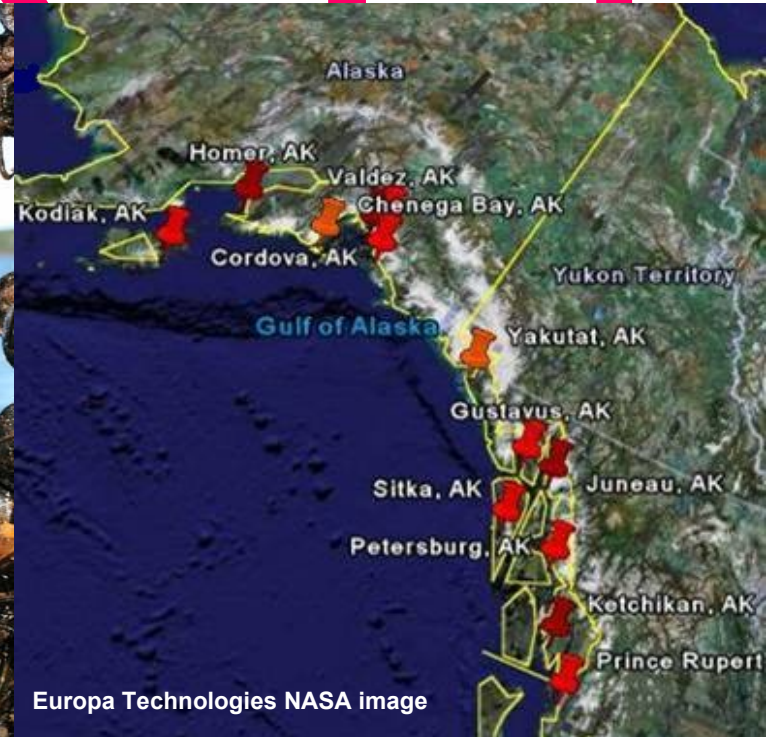 Alaska
Homer, AK
Valdez, AK
Kodiak, AK
Chenega Bay, AK
Cordova, AK
Yukon Territory
Gulf of Alaska
Yakutat, AK
Gustavus, AK
Sitka, AK
Juneau, AK
Petersburg, AK
Ketchikan, AK
Prince Rupert
Europa Technologies NASA image